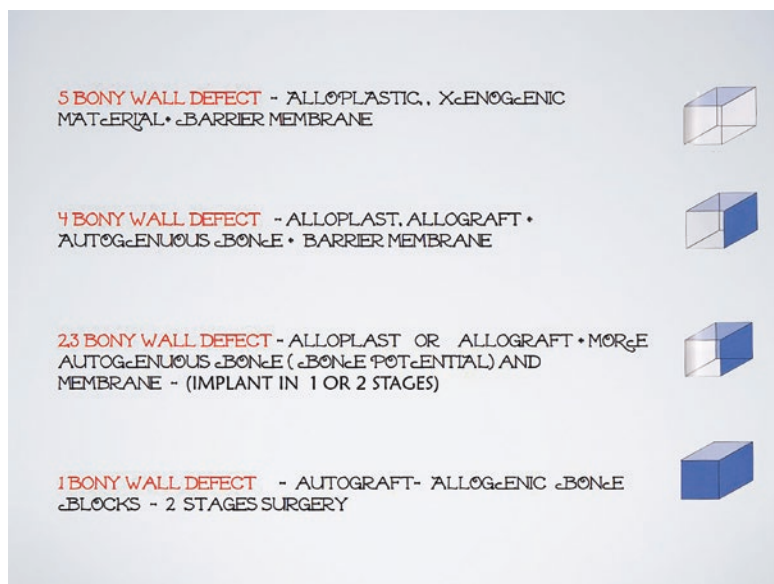 5 BONY WALL DEFECT - ALLOPLASTIC, , XENOGENIC
MATERIAL+ BARRIER MEMBRANE
4 BONY WALL DEFECT - ALLOPLAST, ALLOGRAFT +
AUTOGENUOUS BONE + BARRIER MEMBRANE
2,3 BONY WALL DEFECT - ALLOPLAST OR ALLOGRAFT + MORE
AUTOGENUOUS BONE ( BONE POTENTIAL) AND
MEMBRANE - (IMPLANT IN 1 OR 2 STAGES)
1 BONY WALL DEFECT - AUTOGRAFT- ALLOGENIC BONE
BLOCKS - 2 STAGES SURGERY